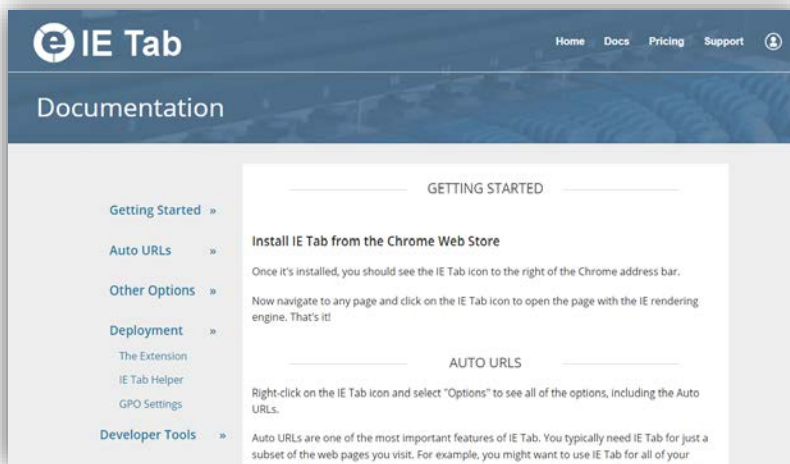 IE Tab
Home Docs Pricing Support
Documentation
Getting Started »
Auto URLs »
Other Options »
Deployment »
The Extension
IE Tab Helper
GPO Settings
Developer Tools »
GETTING STARTED
Install IE Tab from the Chrome Web Store
Once it's installed, you should see the IE Tab icon to the right of the Chrome address bar.
Now navigate to any page and click on the IE Tab icon to open the page with the IE rendering
engine. That's it!
AUTO URLS
Right-click on the IE Tab icon and select "Options" to see all of the options, including the Auto
URLs.
Auto URLs are one of the most important features of IE Tab. You typically need IE Tab for just a
subset of the web pages you visit. For example, you might want to use IE Tab for all of your